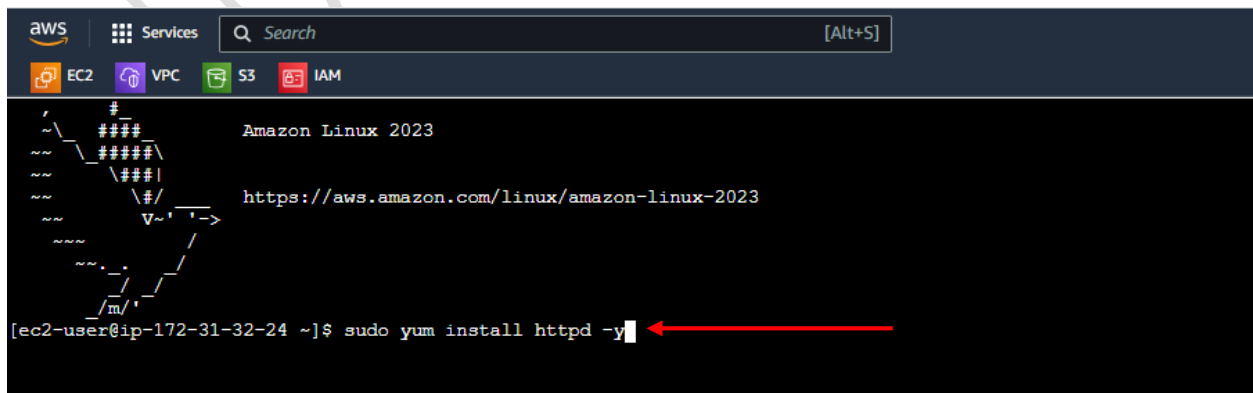 aws Services Search [Alt+S]
EC2 VPC S3 IAM
   ,     #_
   ~\_  ####_        Amazon Linux 2023
  ~~  \_#####\
  ~~     \###|
  ~~       \#/ ___   https://aws.amazon.com/linux/amazon-linux-2023
   ~~       V~' '->
    ~~~         /
      ~~._.   _/
         _/ _/
       _/m/'
[ec2-user@ip-172-31-32-24 ~]$ sudo yum install httpd -y